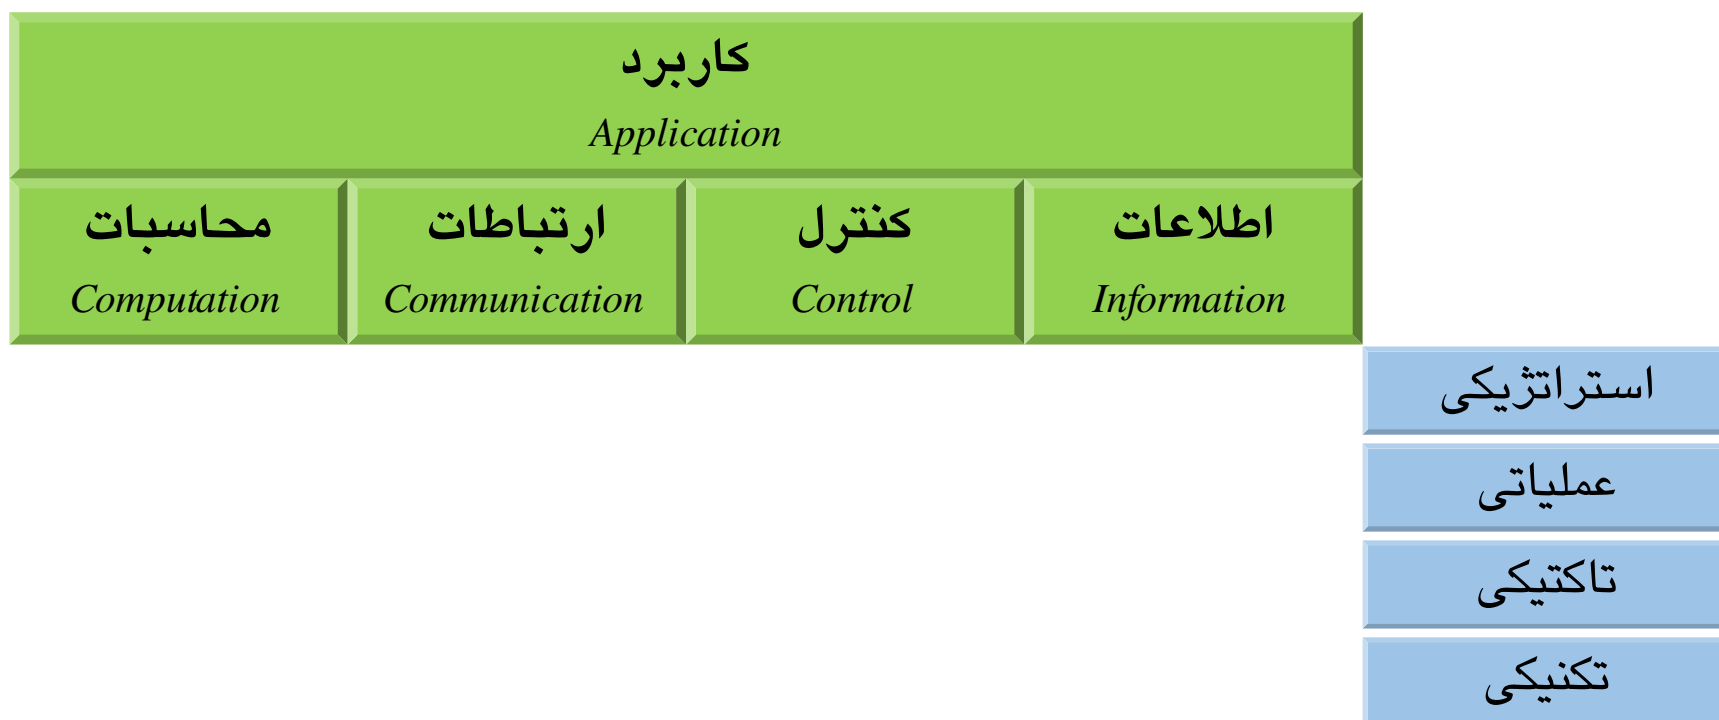 کاربرد
Application
اطلاعات
Information
کنترل
Control
ارتباطات
Communication
محاسبات
Computation
استراتژیکی
عملیاتی
تاکتیکی
تکنیکی